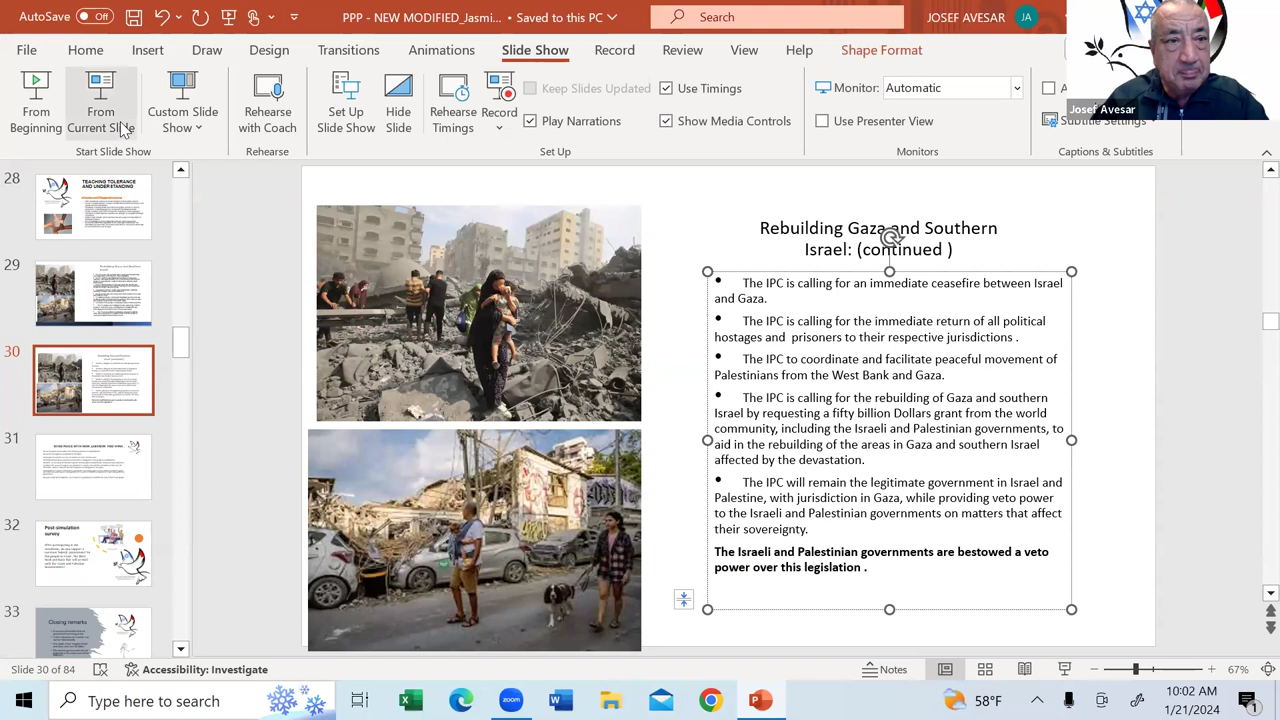 AutoSave Off
PPP - NEW MODIFIED_Jasmi... • Saved to this PC
Search
JOSEF AVESAR
JA
File Home Insert Draw Design Transitions Animations Slide Show Record Review View Help Shape Format
From Beginning
From Current Slide
Custom Slide Show
Rehearse with Coach
Set Up Slide Show
Hide Slide
Rehearse Timings
Record
Keep Slides Updated
Play Narrations
Use Timings
Show Media Controls
Monitor: Automatic
Use Presenter View
Subtitle Settings
Josef Avesar
Start Slide Show
Rehearse
Set Up
Monitors
Captions & Subtitles
28
TEACHING TOLERANCE
AND UNDERSTANDING
29
30
31
32
Post-simulation
survey
33
Closing remarks
Rebuilding Gaza and Southern
Israel: (continued )
• The IPC is calling for an immediate ceasefire between Israel
and Gaza.
• The IPC is calling for the immediate return of all political
hostages and prisoners to their respective jurisdictions .
• The IPC to coordinate and facilitate peaceful movement of
Palestinians from the West Bank and Gaza.
• The IPC is calling for the rebuilding of Gaza and southern
Israel by requesting a fifty billion Dollars grant from the world
community, including the Israeli and Palestinian governments, to
aid in the rebuilding of the areas in Gaza and southern Israel
affected by the devastation.
• The IPC will remain the legitimate government in Israel and
Palestine, with jurisdiction in Gaza, while providing veto power
to the Israeli and Palestinian governments on matters that affect
their sovereignty.
The Israeli and Palestinian governments are bestowed a veto
power over this legislation .
Slide 30 of 84
Accessibility: Investigate
Notes
67%
Type here to search
zoom
58°F
10:02 AM
1/21/2024
1